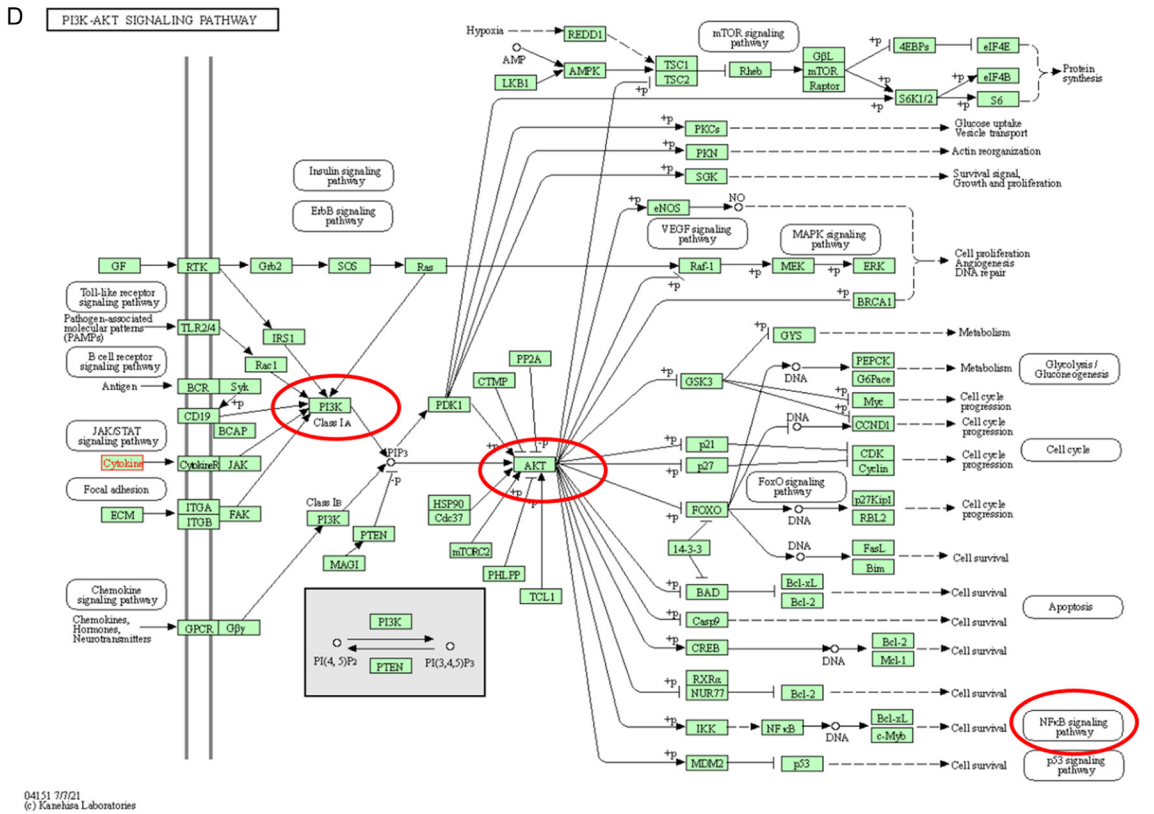 D
PI3K-AKT SIGNALING PATHWAY
Hypoxia
REDD1
AMP
LKB1
AMPK
+p
TSC1
TSC2
Rheb
mTOR signaling
pathway
GβL
mTOR
Raptor
+p
4EBPs
eIF4E
+p
S6K1/2
+p
+p
eIF4B
S6
Protein
synthesis
+p
PKCs
Glucose uptake
Vesicle transport
+p
PKN
Actin reorganization
+p
SGK
Survival signal,
Growth and proliferation
Insulin signaling
pathway
ErbB signaling
pathway
+p
eNOS
NO
VEGF signaling
pathway
MAPK signaling
pathway
GF
RTK
Grb2
SOS
Ras
Raf-1
+p
+p
MEK
+p
ERK
+p
BRCA1
Cell proliferation
Angiogenesis
DNA repair
Toll-like receptor
signaling pathway
Pathogen-associated
molecular patterns
(PAMPs)
TLR2/4
IRS1
Rac1
B cell receptor
signaling pathway
Antigen
BCR
Syk
+p
CD19
BCAP
PI3K
Class IA
PDK1
CTMP
PP2A
+p
GYS
Metabolism
+p
GSK3
DNA
PEPCK
G6Pace
Metabolism
Glycolysis /
Gluconeogenesis
+p
Myc
Cell cycle
progression
+p
DNA
CCND1
Cell cycle
progression
JAK/STAT
signaling pathway
Cytokine
CytokineR
JAK
PIP3
-p
+p
-p
AKT
+p
+p
p21
+p
p27
CDK
Cyclin
Cell cycle
progression
Cell cycle
Focal adhesion
ECM
ITGA
ITGB
FAK
Class IB
PI3K
PTEN
MAGI
HSP90
Cdc37
mTORC2
PHLPP
-p
TCL1
FoxO signaling
pathway
+p
FOXO
DNA
p27Kip1
RBL2
Cell cycle
progression
14-3-3
DNA
FasL
Bim
Cell survival
+p
BAD
Bcl-xL
Bcl-2
Cell survival
Apoptosis
+p
Casp9
Cell survival
Chemokine
signaling pathway
Chemokines,
Hormones,
Neurotransmitters
GPCR
Gβγ
PI3K
PI(4, 5)P2
PI(3,4,5)P3
PTEN
+p
CREB
DNA
Bcl-2
Mcl-1
Cell survival
+p
RXRα
NUR77
Bcl-2
Cell survival
+p
IKK
NFκB
DNA
Bcl-xL
c-Myb
Cell survival
NFκB signaling
pathway
+p
MDM2
p53
Cell survival
p53 signaling
pathway
04151 7/7/21
(c) Kanehisa Laboratories